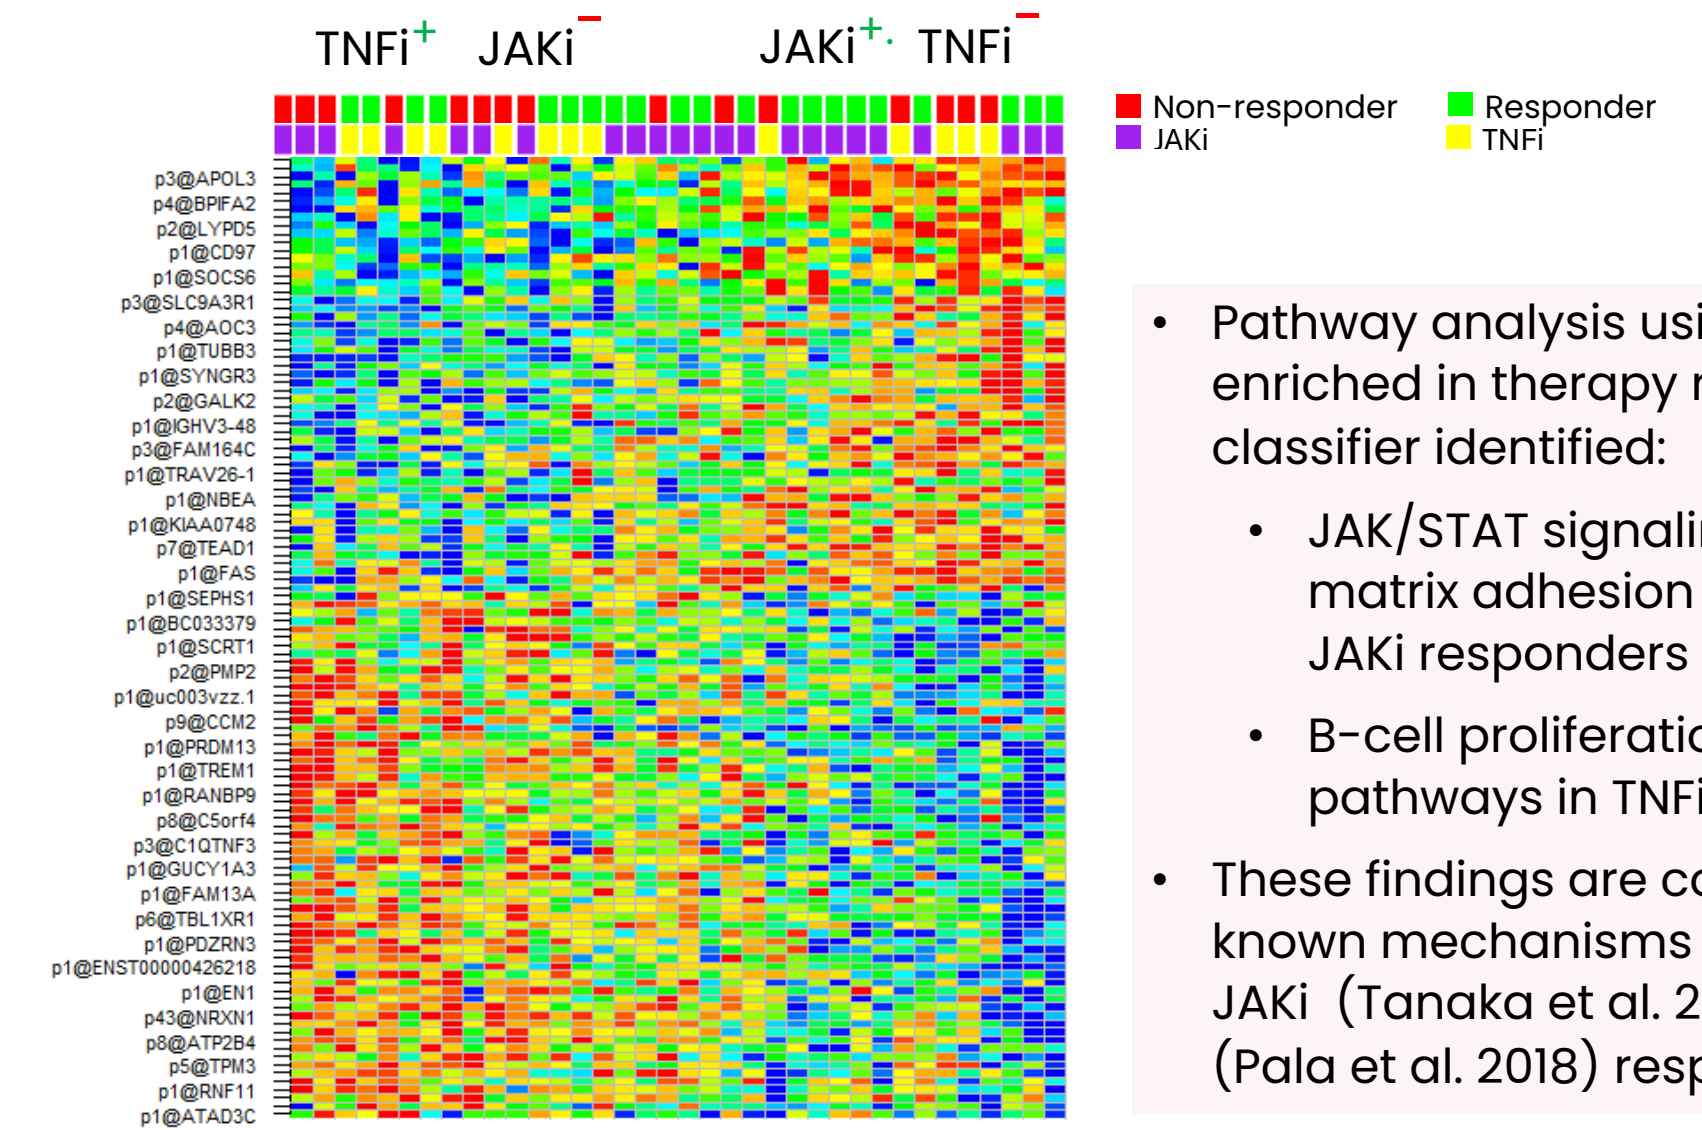 TNFi+ JAKi− JAKi+. TNFi−
Non-responder Responder
JAKi TNFi
p3@APOL3
p4@BPIFA2
p2@LYPD5
p1@CD97
p1@SOCS6
p3@SLC9A3R1
p4@AOC3
p1@TUBB3
p1@SYNGR3
p2@GALK2
p1@IGHV3-48
p3@FAM164C
p1@TRAV26-1
p1@NBEA
p1@KIAA0748
p7@TEAD1
p1@FAS
p1@SEPHS1
p1@BC033379
p1@SCRT1
p2@PMP2
p1@uc003vzz.1
p9@CCM2
p1@PRDM13
p1@TREM1
p1@RANBP9
p8@C5orf4
p3@C1QTNF3
p1@GUCY1A3
p1@FAM13A
p6@TBL1XR1
p1@PDZRN3
p1@ENST00000426218
p1@EN1
p43@NRXN1
p8@ATP2B4
p5@TPM3
p1@RNF11
p1@ATAD3C
• Pathway analysis usi
enriched in therapy r
classifier identified:
• JAK/STAT signalin
matrix adhesion
JAKi responders
• B-cell proliferatio
pathways in TNFi
• These findings are co
known mechanisms
JAKi (Tanaka et al. 2
(Pala et al. 2018) resp